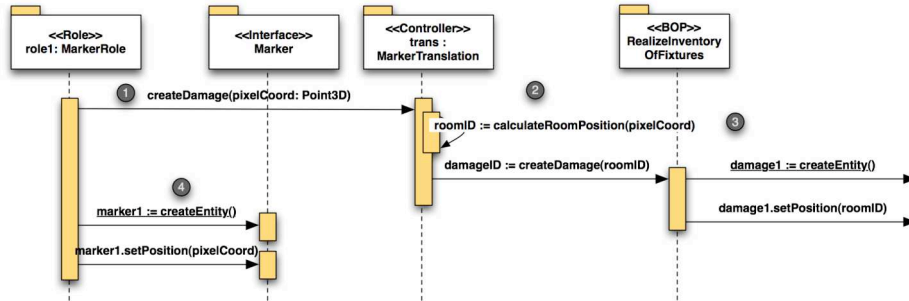 <<Role>>
role1: MarkerRole
<<Interface>>
Marker
<<Controller>>
trans :
MarkerTranslation
<<BOP>>
RealizeInventory
OfFixtures
1
createDamage(pixelCoord: Point3D)
2
roomID := calculateRoomPosition(pixelCoord)
3
damageID := createDamage(roomID)
damage1 := createEntity()
4
marker1 := createEntity()
damage1.setPosition(roomID)
marker1.setPosition(pixelCoord)